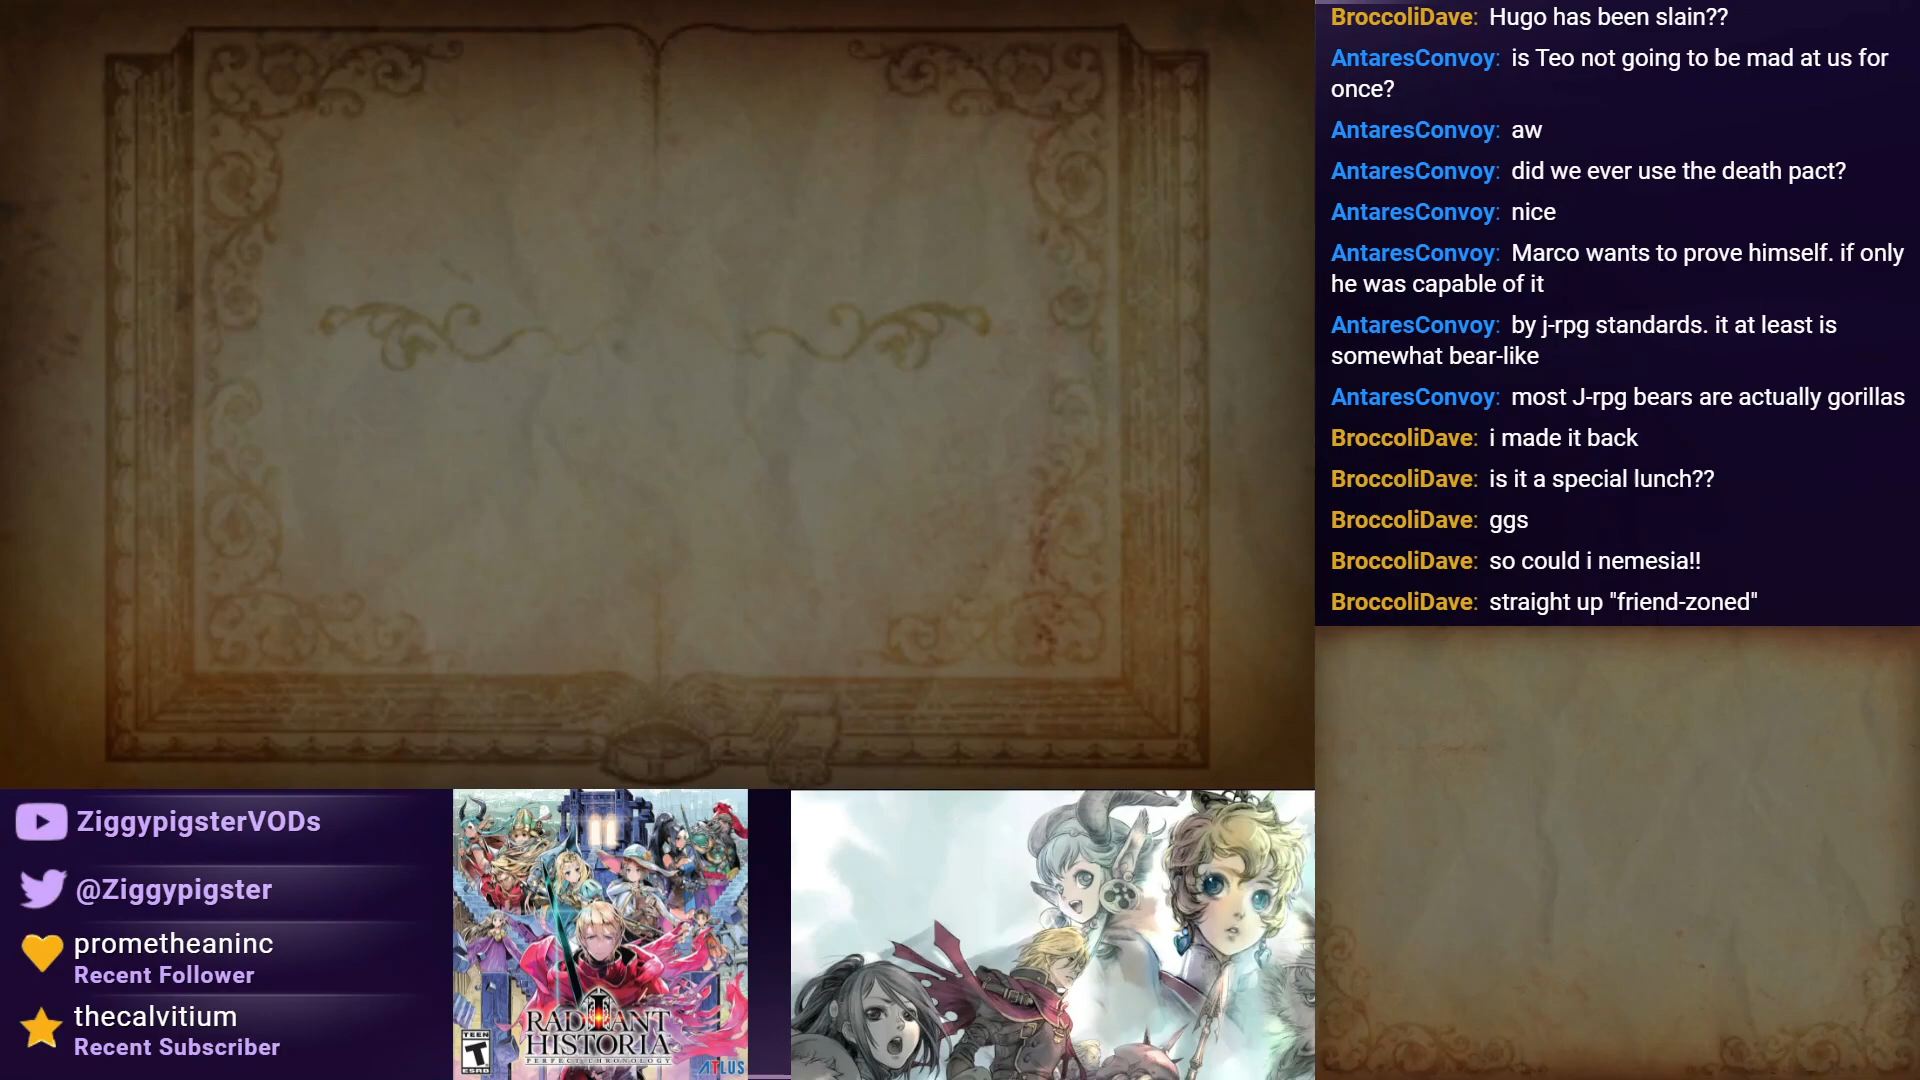 BroccoliDave: Hugo has been slain??
AntaresConvoy: is Teo not going to be mad at us for
once?
AntaresConvoy: aw
AntaresConvoy: did we ever use the death pact?
AntaresConvoy: nice
AntaresConvoy: Marco wants to prove himself. if only
he was capable of it
AntaresConvoy: by j-rpg standards. it at least is
somewhat bear-like
AntaresConvoy: most J-rpg bears are actually gorillas
BroccoliDave: i made it back
BroccoliDave: is it a special lunch??
BroccoliDave: ggs
BroccoliDave: so could i nemesia!!
BroccoliDave: straight up "friend-zoned"
ZiggypigsterVODs
@Ziggypigster
prometheaninc
Recent Follower
thecalvitium
Recent Subscriber
RADIANT
HISTORIA
PERFECT CHRONOLOGY
TEEN
T
ESRB
ATLUS